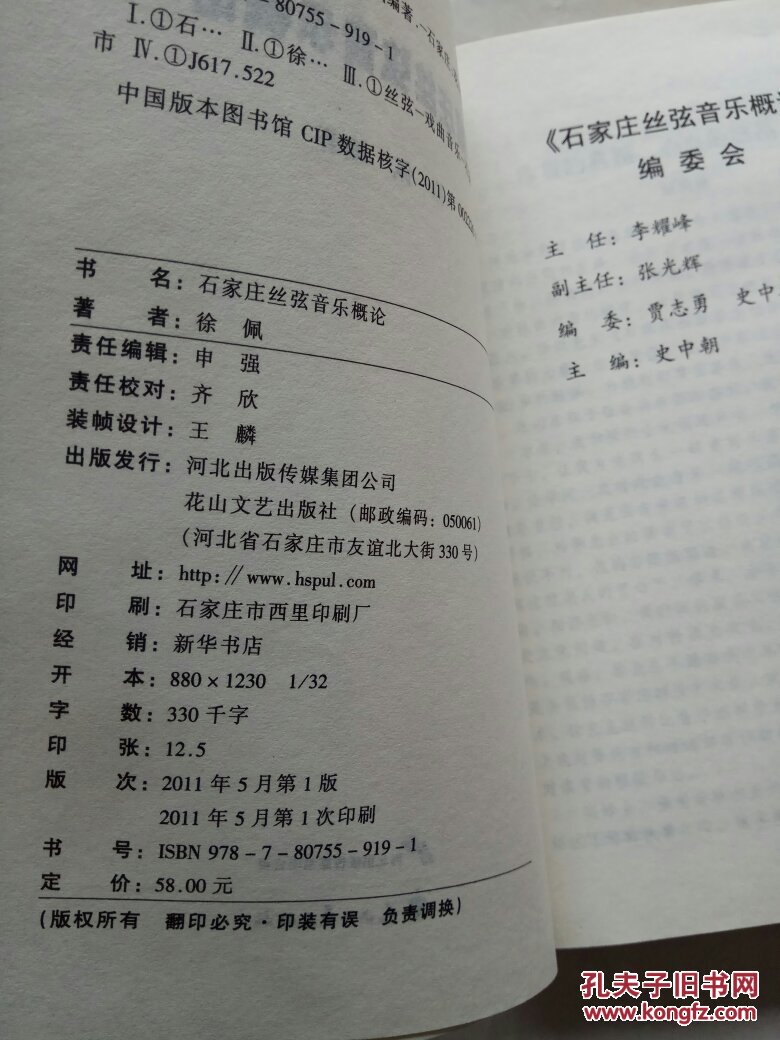 编著.—石家庄
80755-919-1
Ⅰ.①石… Ⅱ.①徐… Ⅲ.①丝弦—戏曲音乐
市 Ⅳ.①J617.522
中国版本图书馆 CIP 数据核字(2011)第
书 名：石家庄丝弦音乐概论
著 者：徐 佩
责任编辑：申 强
责任校对：齐 欣
装帧设计：王 麟
出版发行：河北出版传媒集团公司
花山文艺出版社（邮政编码：050061）
（河北省石家庄市友谊北大街330号）
网 址：http://www.hspul.com
印 刷：石家庄市西里印刷厂
经 销：新华书店
开 本：880×1230 1/32
字 数：330千字
印 张：12.5
版 次：2011年5月第1版
2011年5月第1次印刷
书 号：ISBN 978-7-80755-919-1
定 价：58.00元
（版权所有 翻印必究·印装有误 负责调换）
《石家庄丝弦音乐概论
编委会
主 任：李耀峰
副主任：张光辉
编 委：贾志勇 史中
主 编：史中朝
孔夫子旧书网
www.kongfz.com